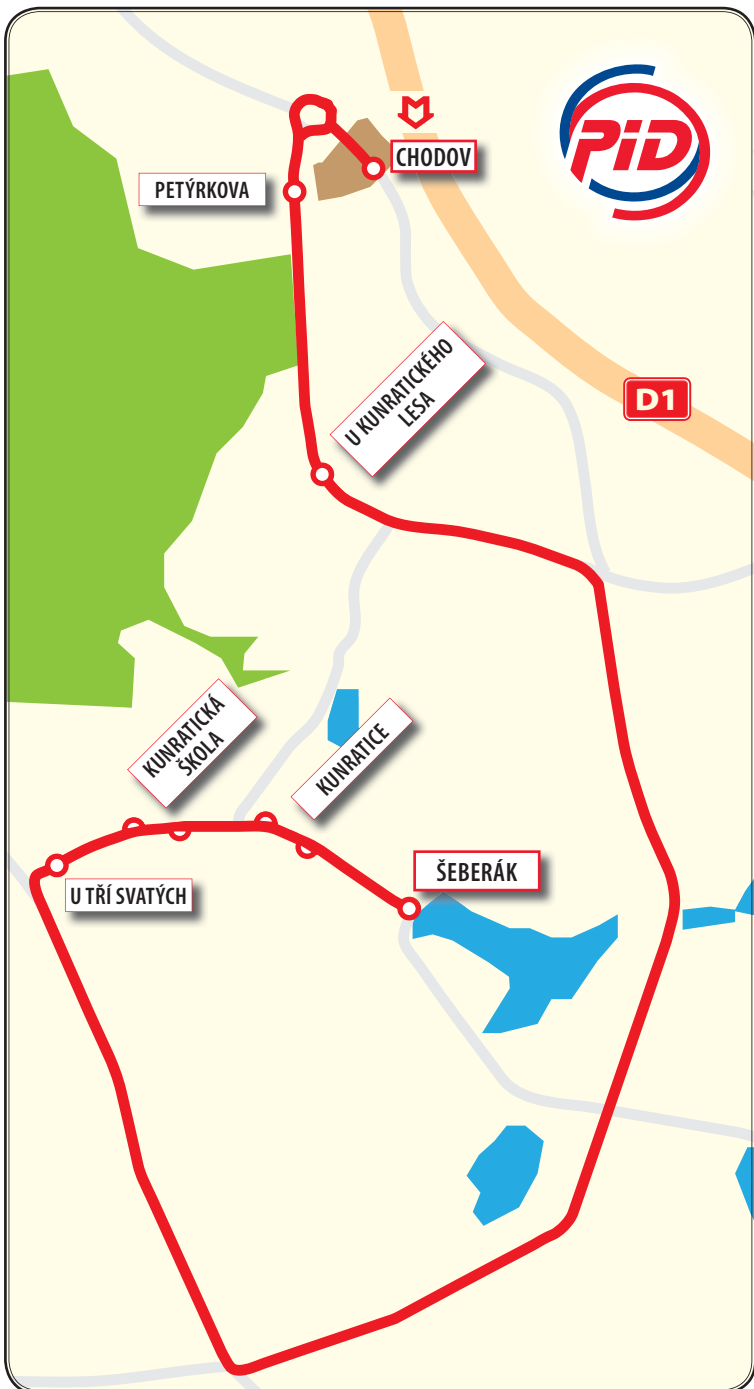 PiD
CHODOV
PETÝRKOVA
U KUNRATICKÉHO
LESA
D1
KUNRATICKÁ
ŠKOLA
KUNRATICE
ŠEBERÁK
U TŘÍ SVATÝCH